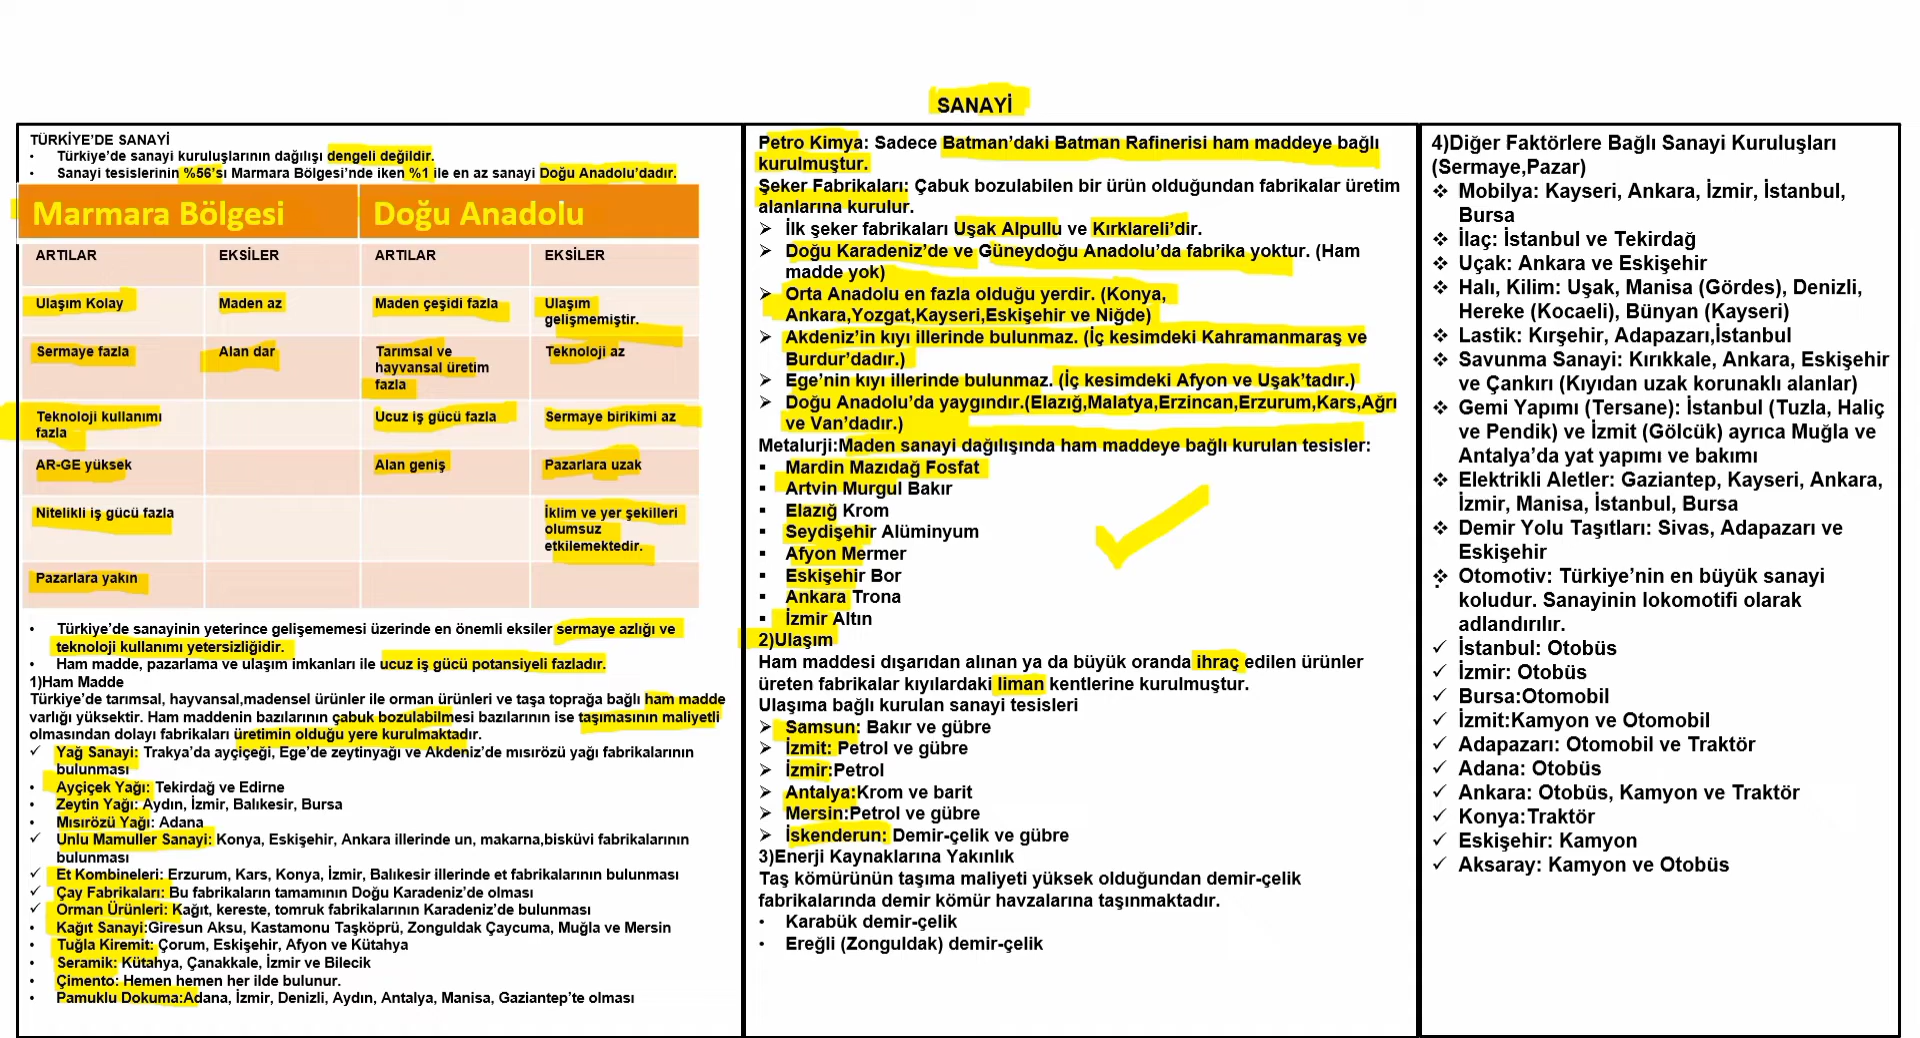 SANAYİ
TÜRKİYE’DE SANAYİ
• Türkiye’de sanayi kuruluşlarının dağılışı dengeli değildir.
• Sanayi tesislerinin %56’sı Marmara Bölgesi’nde iken %1 ile en az sanayi Doğu Anadolu’dadır.
Marmara Bölgesi Doğu Anadolu
ARTILAR EKSİLER ARTILAR EKSİLER
Ulaşım Kolay Maden az Maden çeşidi fazla Ulaşım
gelişmemiştir.
Sermaye fazla Alan dar Tarımsal ve Teknoloji az
hayvansal üretim
fazla
Teknoloji kullanımı Ucuz iş gücü fazla Sermaye birikimi az
fazla
AR-GE yüksek Alan geniş Pazarlara uzak
Nitelikli iş gücü fazla İklim ve yer şekilleri
olumsuz
etkilemektedir.
Pazarlara yakın
• Türkiye’de sanayinin yeterince gelişememesi üzerinde en önemli eksiler sermaye azlığı ve
teknoloji kullanımı yetersizliğidir.
• Ham madde, pazarlama ve ulaşım imkanları ile ucuz iş gücü potansiyeli fazladır.
1)Ham Madde
Türkiye’de tarımsal, hayvansal,madensel ürünler ile orman ürünleri ve taşa toprağa bağlı ham madde
varlığı yüksektir. Ham maddenin bazılarının çabuk bozulabilmesi bazılarının ise taşımasının maliyetli
olmasından dolayı fabrikaları üretimin olduğu yere kurulmaktadır.
✓ Yağ Sanayi: Trakya’da ayçiçeği, Ege’de zeytinyağı ve Akdeniz’de mısırözü yağı fabrikalarının
bulunması
• Ayçiçek Yağı: Tekirdağ ve Edirne
• Zeytin Yağı: Aydın, İzmir, Balıkesir, Bursa
• Mısırözü Yağı: Adana
✓ Unlu Mamuller Sanayi: Konya, Eskişehir, Ankara illerinde un, makarna,bisküvi fabrikalarının
bulunması
✓ Et Kombineleri: Erzurum, Kars, Konya, İzmir, Balıkesir illerinde et fabrikalarının bulunması
✓ Çay Fabrikaları: Bu fabrikaların tamamının Doğu Karadeniz’de olması
✓ Orman Ürünleri: Kağıt, kereste, tomruk fabrikalarının Karadeniz’de bulunması
• Kağıt Sanayi:Giresun Aksu, Kastamonu Taşköprü, Zonguldak Çaycuma, Muğla ve Mersin
• Tuğla Kiremit: Çorum, Eskişehir, Afyon ve Kütahya
• Seramik: Kütahya, Çanakkale, İzmir ve Bilecik
• Çimento: Hemen hemen her ilde bulunur.
• Pamuklu Dokuma:Adana, İzmir, Denizli, Aydın, Antalya, Manisa, Gaziantep’te olması
Petro Kimya: Sadece Batman’daki Batman Rafinerisi ham maddeye bağlı
kurulmuştur.
Şeker Fabrikaları: Çabuk bozulabilen bir ürün olduğundan fabrikalar üretim
alanlarına kurulur.
➢ İlk şeker fabrikaları Uşak Alpullu ve Kırklareli’dir.
➢ Doğu Karadeniz’de ve Güneydoğu Anadolu’da fabrika yoktur. (Ham
madde yok)
➢ Orta Anadolu en fazla olduğu yerdir. (Konya,
Ankara,Yozgat,Kayseri,Eskişehir ve Niğde)
➢ Akdeniz’in kıyı illerinde bulunmaz. (İç kesimdeki Kahramanmaraş ve
Burdur’dadır.)
➢ Ege’nin kıyı illerinde bulunmaz. (İç kesimdeki Afyon ve Uşak’tadır.)
➢ Doğu Anadolu’da yaygındır.(Elazığ,Malatya,Erzincan,Erzurum,Kars,Ağrı
ve Van’dadır.)
Metalurji:Maden sanayi dağılışında ham maddeye bağlı kurulan tesisler:
▪ Mardin Mazıdağ Fosfat
▪ Artvin Murgul Bakır
▪ Elazığ Krom
▪ Seydişehir Alüminyum
▪ Afyon Mermer
▪ Eskişehir Bor
▪ Ankara Trona
▪ İzmir Altın
2)Ulaşım
Ham maddesi dışarıdan alınan ya da büyük oranda ihraç edilen ürünler
üreten fabrikalar kıyılardaki liman kentlerine kurulmuştur.
Ulaşıma bağlı kurulan sanayi tesisleri
➢ Samsun: Bakır ve gübre
➢ İzmit: Petrol ve gübre
➢ İzmir:Petrol
➢ Antalya:Krom ve barit
➢ Mersin:Petrol ve gübre
➢ İskenderun: Demir-çelik ve gübre
3)Enerji Kaynaklarına Yakınlık
Taş kömürünün taşıma maliyeti yüksek olduğundan demir-çelik
fabrikalarında demir kömür havzalarına taşınmaktadır.
• Karabük demir-çelik
• Ereğli (Zonguldak) demir-çelik
4)Diğer Faktörlere Bağlı Sanayi Kuruluşları
(Sermaye,Pazar)
❖ Mobilya: Kayseri, Ankara, İzmir, İstanbul,
Bursa
❖ İlaç: İstanbul ve Tekirdağ
❖ Uçak: Ankara ve Eskişehir
❖ Halı, Kilim: Uşak, Manisa (Gördes), Denizli,
Hereke (Kocaeli), Bünyan (Kayseri)
❖ Lastik: Kırşehir, Adapazarı,İstanbul
❖ Savunma Sanayi: Kırıkkale, Ankara, Eskişehir
ve Çankırı (Kıyıdan uzak korunaklı alanlar)
❖ Gemi Yapımı (Tersane): İstanbul (Tuzla, Haliç
ve Pendik) ve İzmit (Gölcük) ayrıca Muğla ve
Antalya’da yat yapımı ve bakımı
❖ Elektrikli Aletler: Gaziantep, Kayseri, Ankara,
İzmir, Manisa, İstanbul, Bursa
❖ Demir Yolu Taşıtları: Sivas, Adapazarı ve
Eskişehir
❖ Otomotiv: Türkiye’nin en büyük sanayi
koludur. Sanayinin lokomotifi olarak
adlandırılır.
✓ İstanbul: Otobüs
✓ İzmir: Otobüs
✓ Bursa:Otomobil
✓ İzmit:Kamyon ve Otomobil
✓ Adapazarı: Otomobil ve Traktör
✓ Adana: Otobüs
✓ Ankara: Otobüs, Kamyon ve Traktör
✓ Konya:Traktör
✓ Eskişehir: Kamyon
✓ Aksaray: Kamyon ve Otobüs